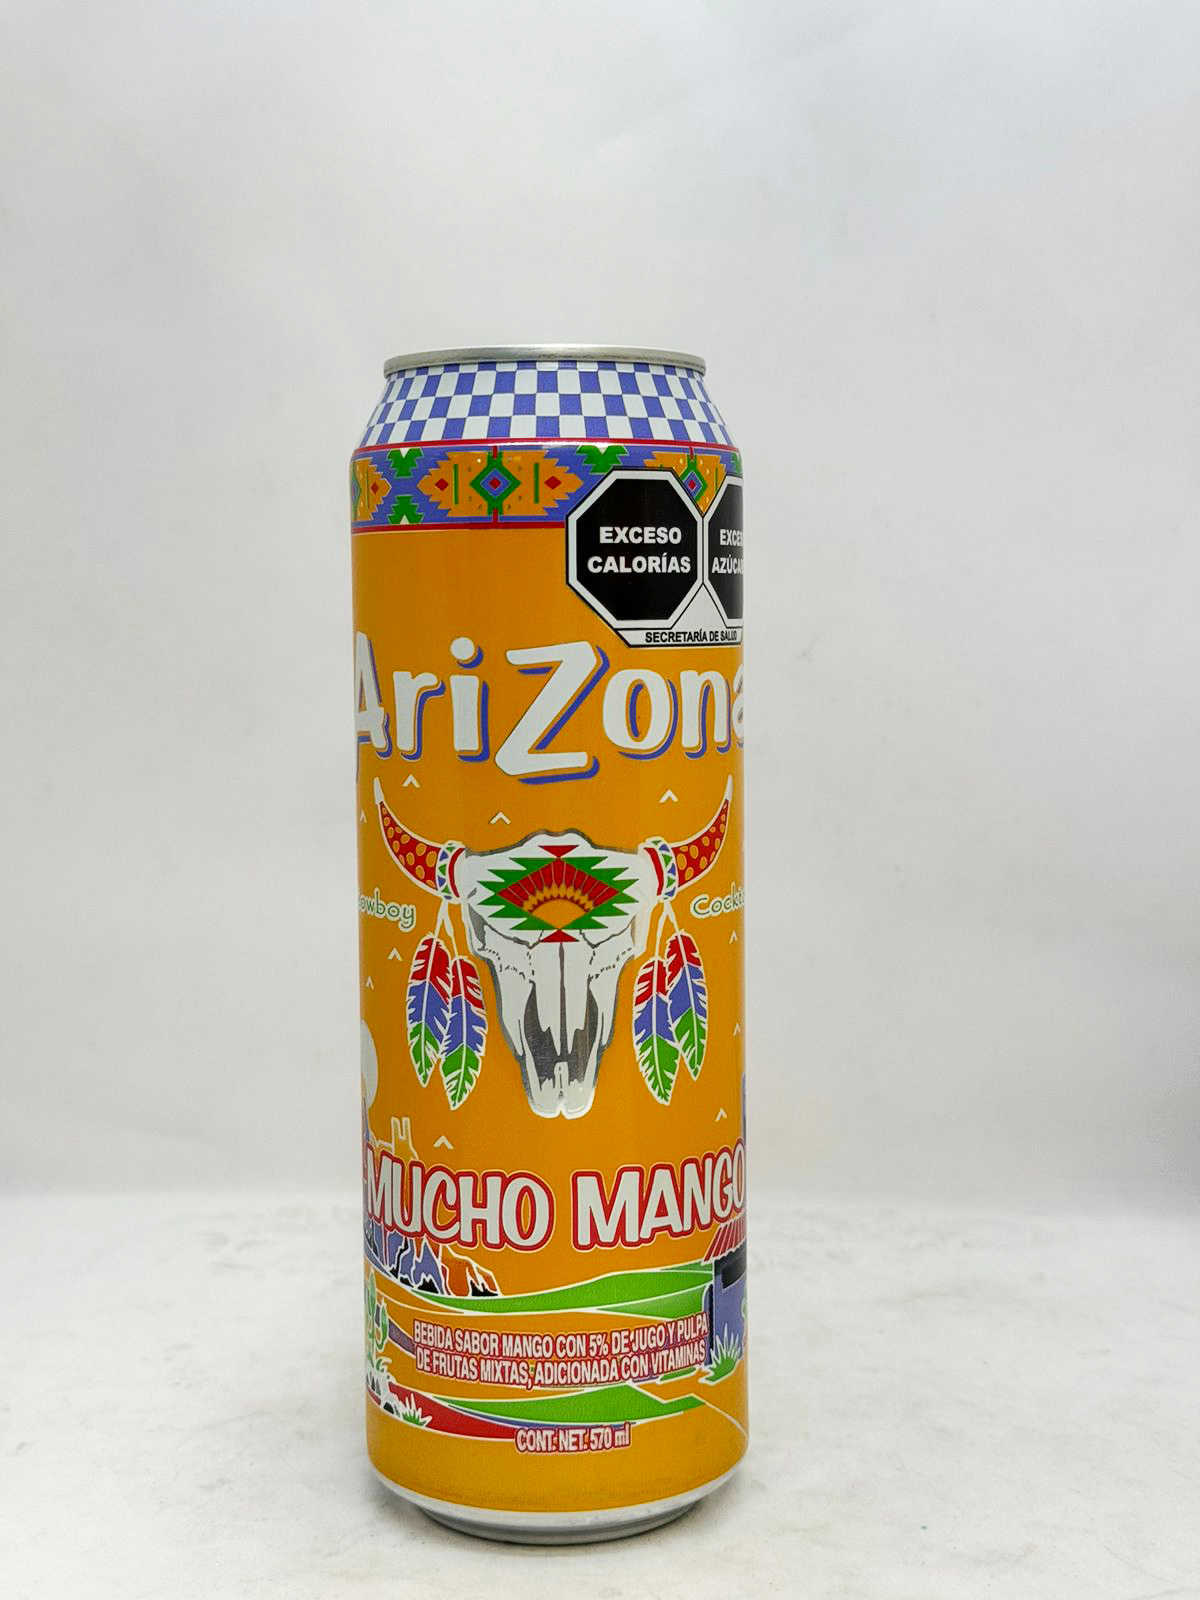 EXCESO
CALORÍAS
SECRETARÍA DE SALUD
AriZona
MUCHO MANGO
BEBIDA SABOR MANGO CON 5% DE JUGO Y PULPA
DE FRUTAS MIXTAS, ADICIONADA CON VITAMINAS
CONT. NET. 570 ml